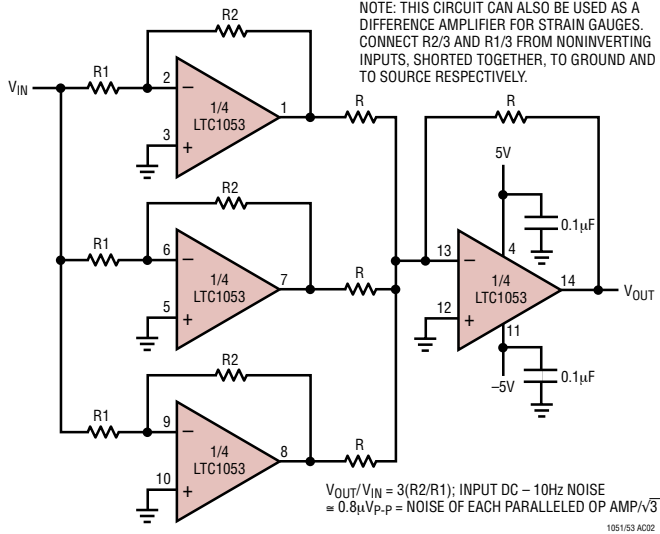 NOTE: THIS CIRCUIT CAN ALSO BE USED AS A
DIFFERENCE AMPLIFIER FOR STRAIN GAUGES.
CONNECT R2/3 AND R1/3 FROM NONINVERTING
INPUTS, SHORTED TOGETHER, TO GROUND AND
TO SOURCE RESPECTIVELY.
R2
VIN
R1
2
–
1/4
LTC1053
1
3
+
R
R
5V
0.1µF
R2
R1
6
–
1/4
LTC1053
7
5
+
R
13
–
4
1/4
LTC1053
14
VOUT
12
+
11
–5V
0.1µF
R2
R1
9
–
1/4
LTC1053
8
10
+
R
VOUT/VIN = 3(R2/R1); INPUT DC – 10Hz NOISE
≅ 0.8µVP-P = NOISE OF EACH PARALLELED OP AMP/√3
1051/53 AC02